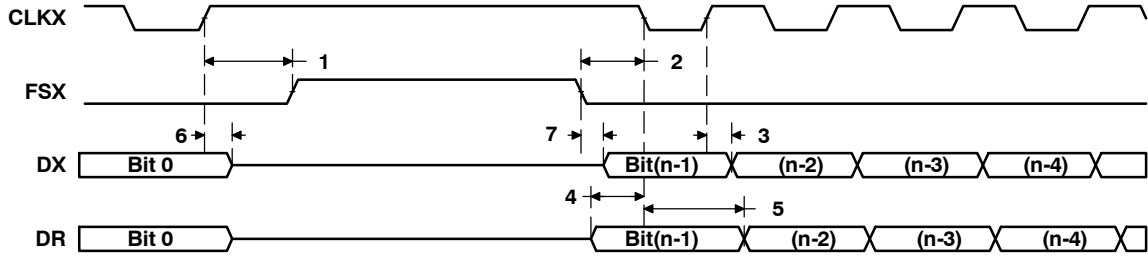 CLKX
1 2
FSX
6 7 3
DX Bit 0 Bit(n-1) (n-2) (n-3) (n-4)
4 5
DR Bit 0 Bit(n-1) (n-2) (n-3) (n-4)